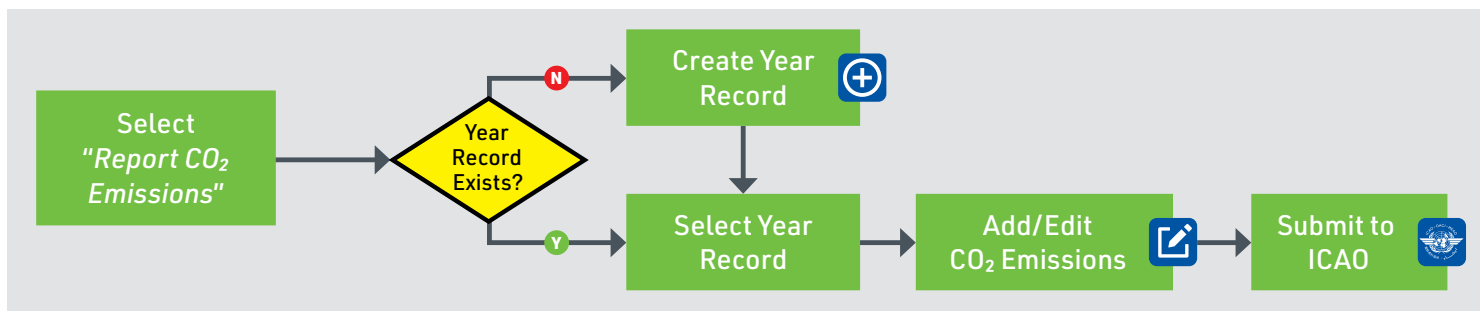 Select
"Report CO₂
Emissions"
Year
Record
Exists?
N
Create Year
Record
Y
Select Year
Record
Add/Edit
CO₂ Emissions
Submit to
ICAO